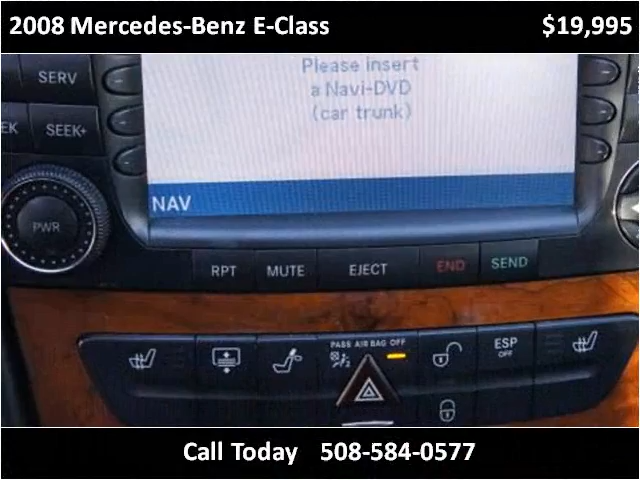 2008 Mercedes-Benz E-Class $19,995
Please insert
a Navi-DVD
(car trunk)
SERV
EK SEEK+
NAV
PWR
RPT MUTE EJECT END SEND
PASS AIR BAG OFF
ESP
OFF
Call Today 508-584-0577